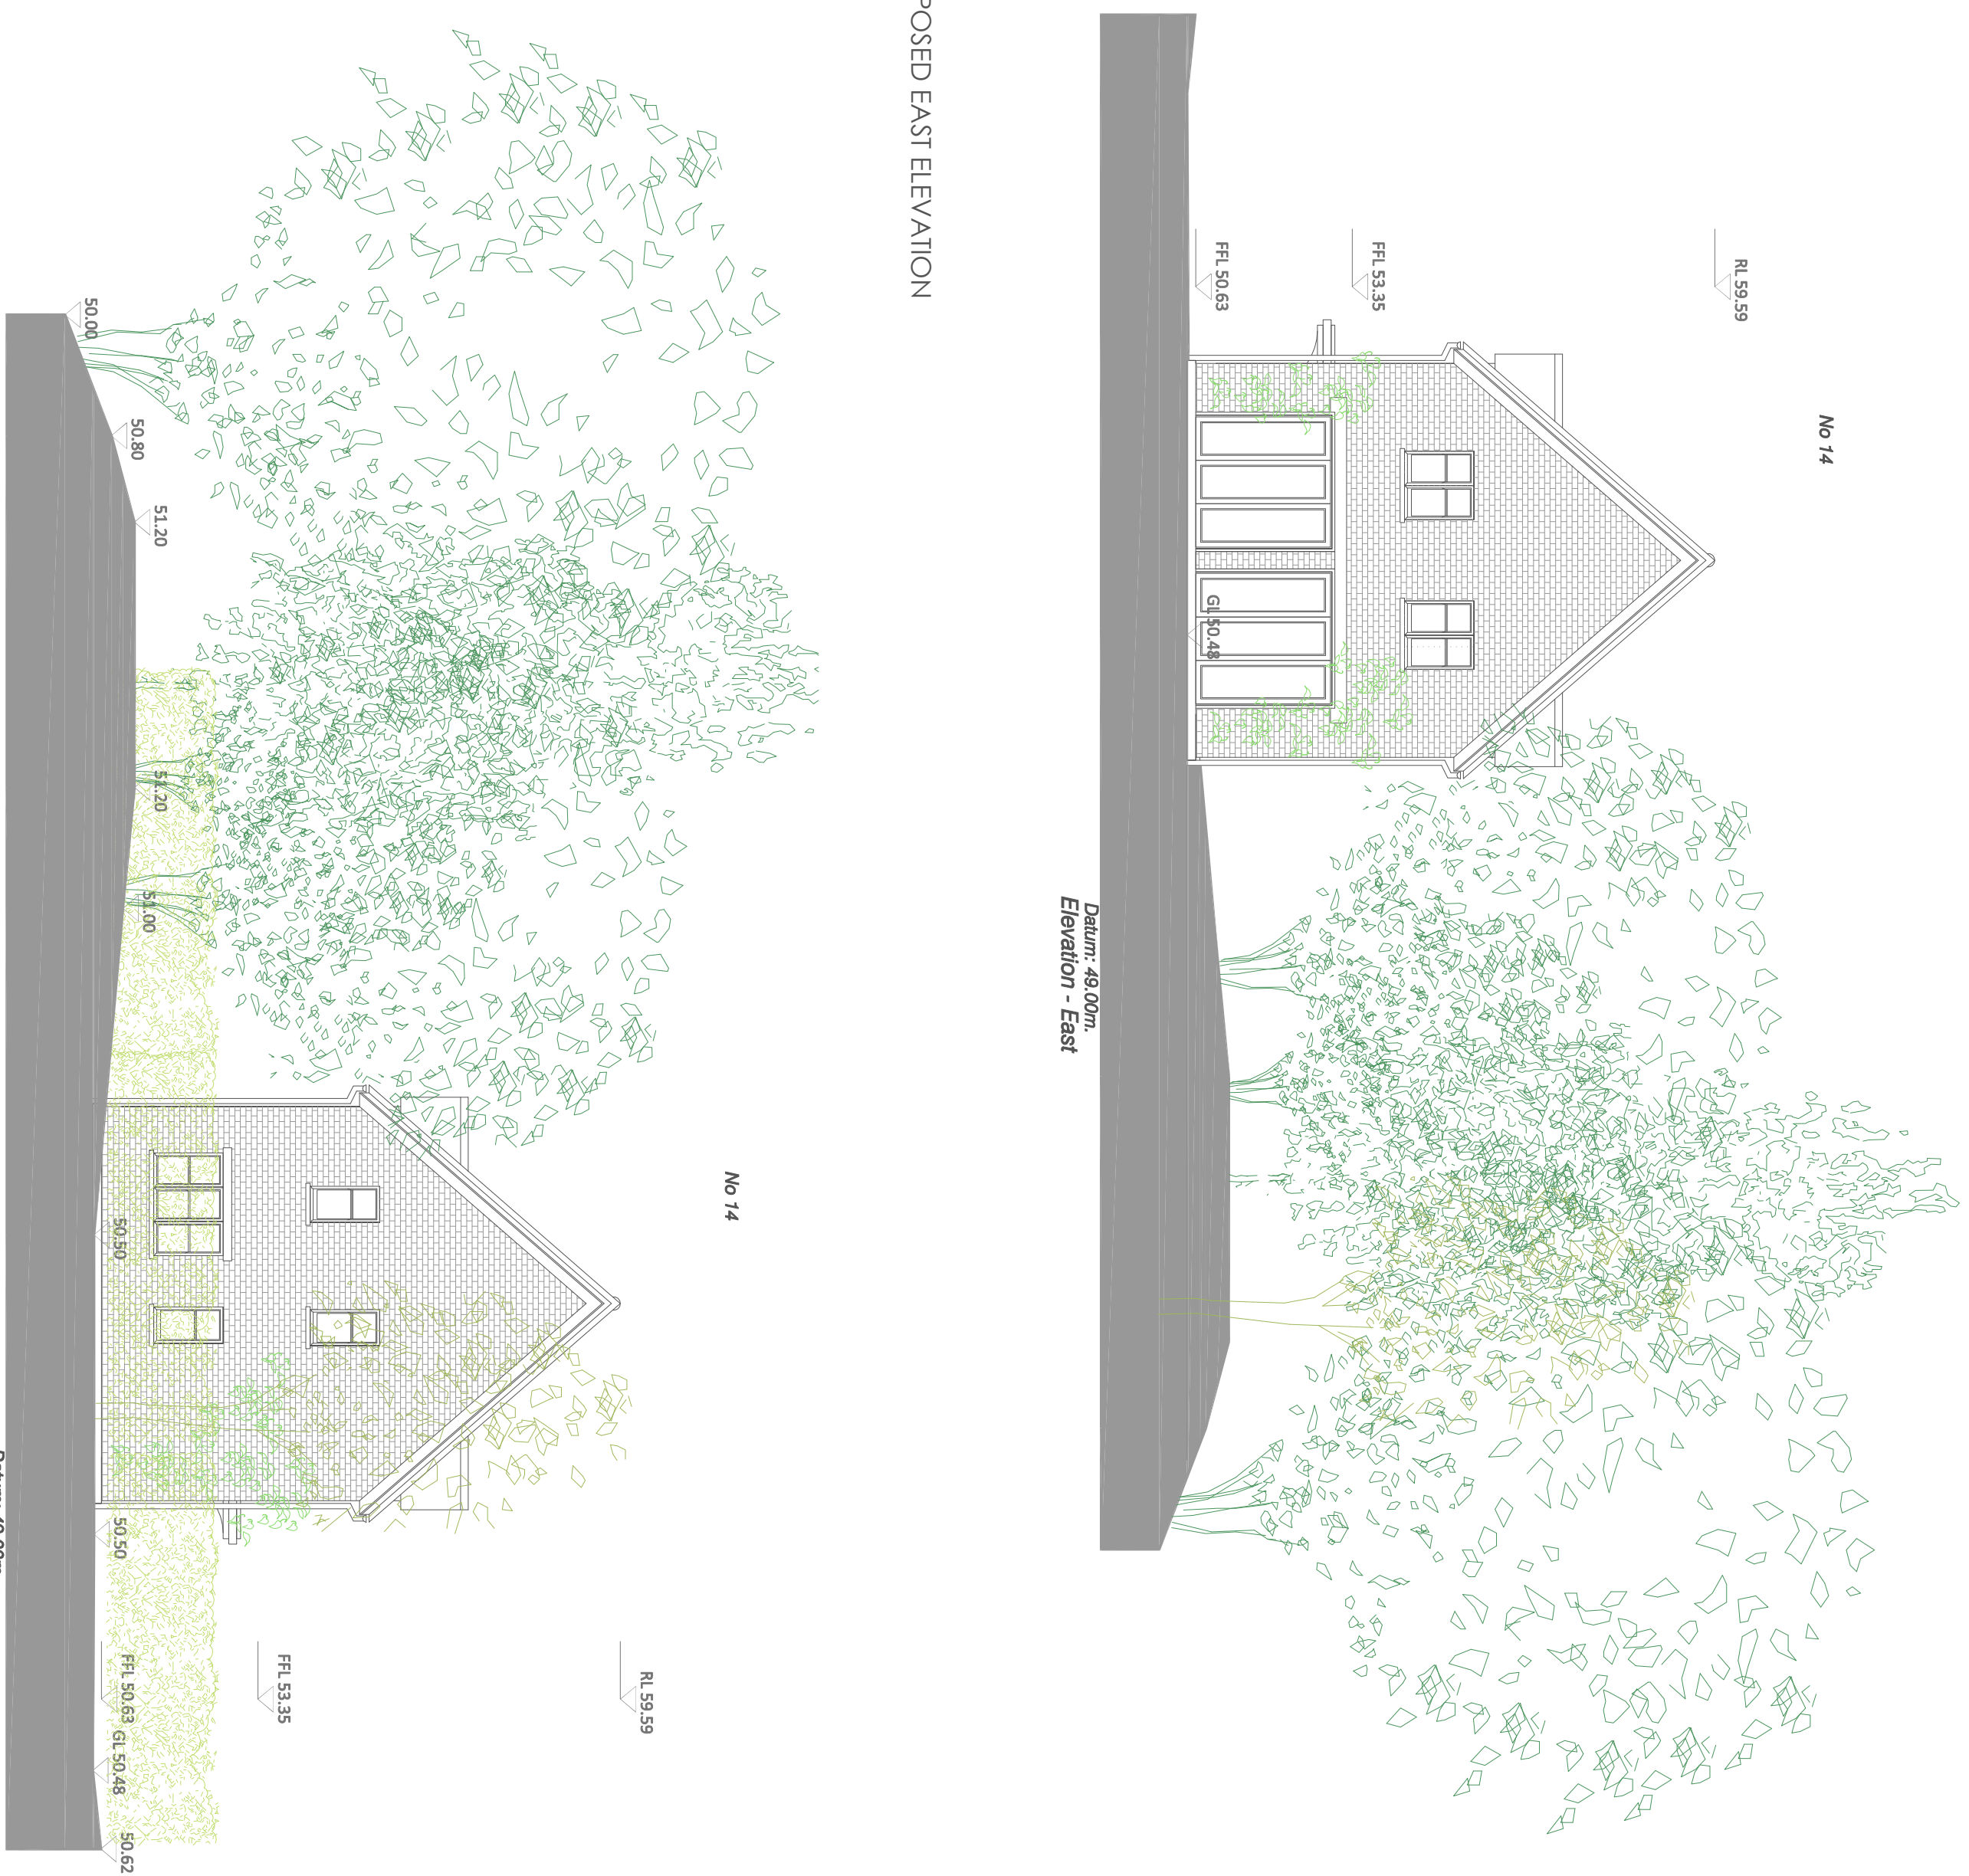 No 14
RL 59.59
FFL 53.35
FFL 50.63
GL 50.48
Datum: 49.00m.
Elevation - East
POSED EAST ELEVATION
No 14
RL 59.59
FFL 53.35
FFL 50.63
GL 50.48
50.62
50.00
50.80
51.20
51.20
51.00
50.50
50.50